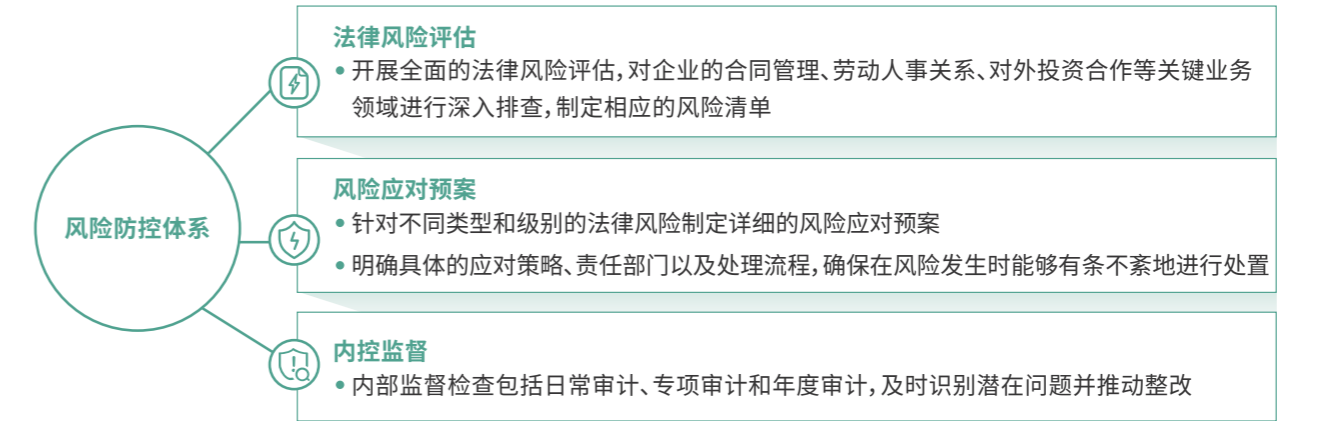 风险防控体系
法律风险评估
• 开展全面的法律风险评估，对企业的合同管理、劳动人事关系、对外投资合作等关键业务
领域进行深入排查，制定相应的风险清单
风险应对预案
• 针对不同类型和级别的法律风险制定详细的风险应对预案
• 明确具体的应对策略、责任部门以及处理流程，确保在风险发生时能够有条不紊地进行处置
内控监督
• 内部监督检查包括日常审计、专项审计和年度审计，及时识别潜在问题并推动整改